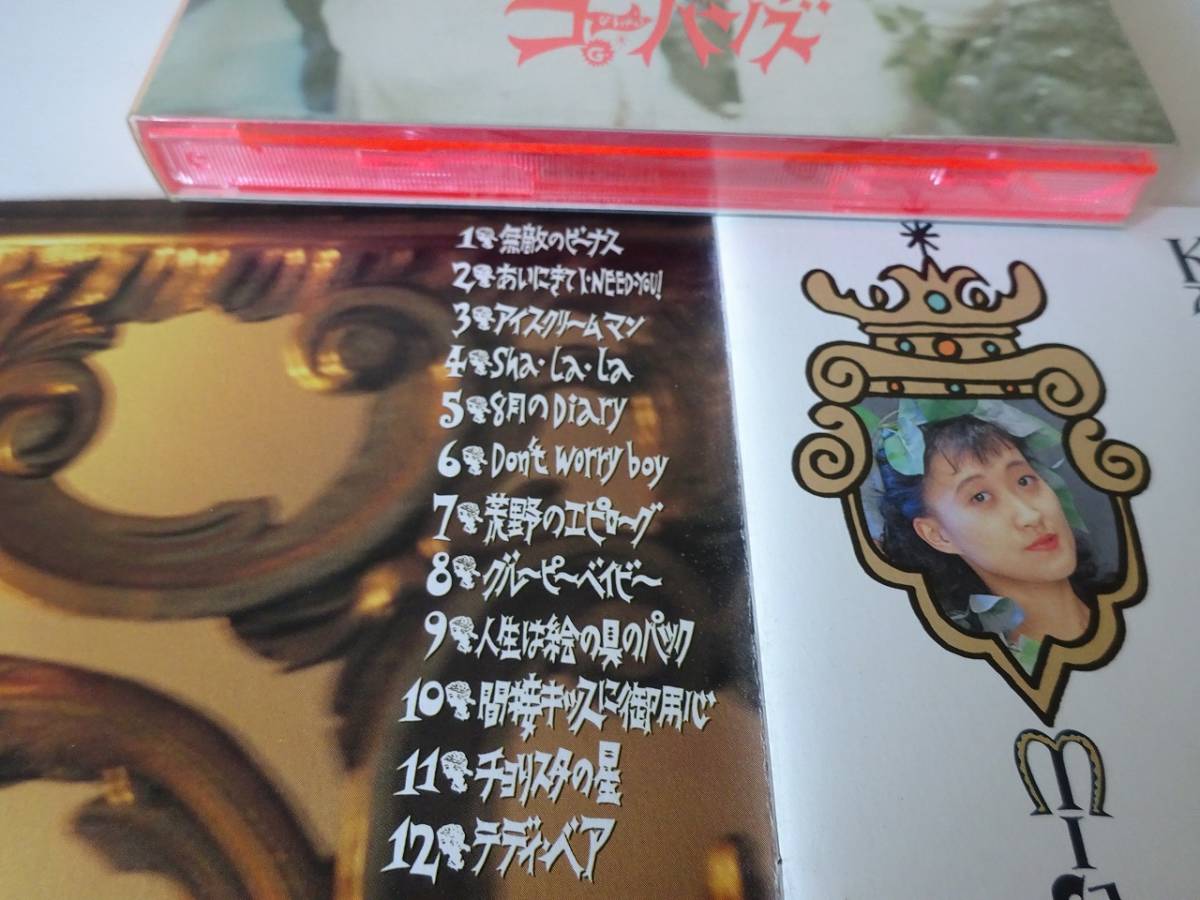 ゴーバンズ
G
1 無敵のビーナス
2 あいにきて I・NEED・YOU!
3 アイスクリームマン
4 Sha・La・La
5 8月のDiary
6 Don't worry boy
7 荒野のエピローグ
8 グルーピーベイビー
9 人生は絵の具のパック
10 間接キッスに御用心
11 チョリスタの星
12 テディ・ベア
K
MIS